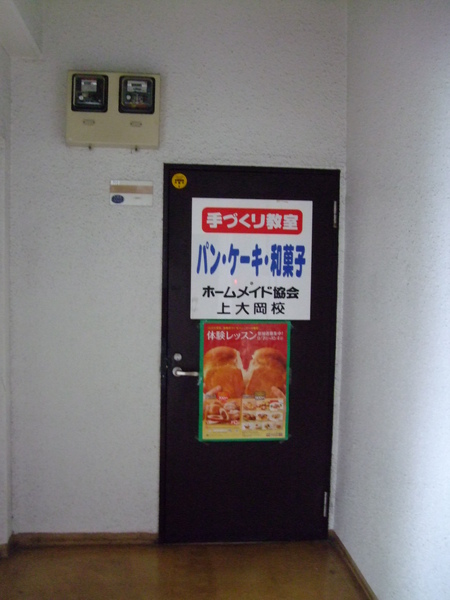 手づくり教室
パン・ケーキ・和菓子
ホームメイド協会
上大岡校
体験レッスン